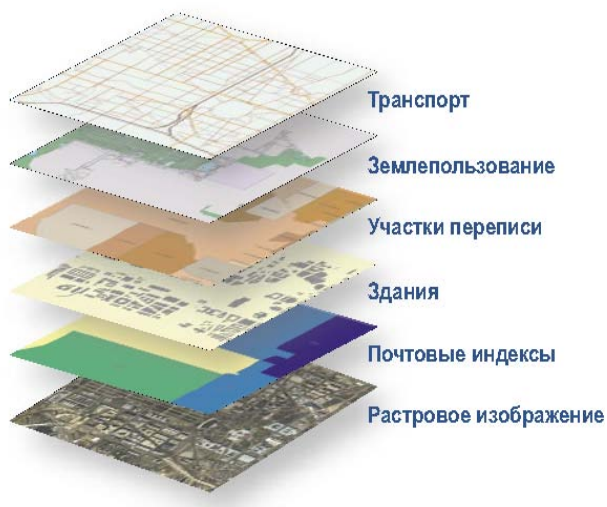 Транспорт
Землепользование
Участки переписи
Здания
Почтовые индексы
Растровое изображение